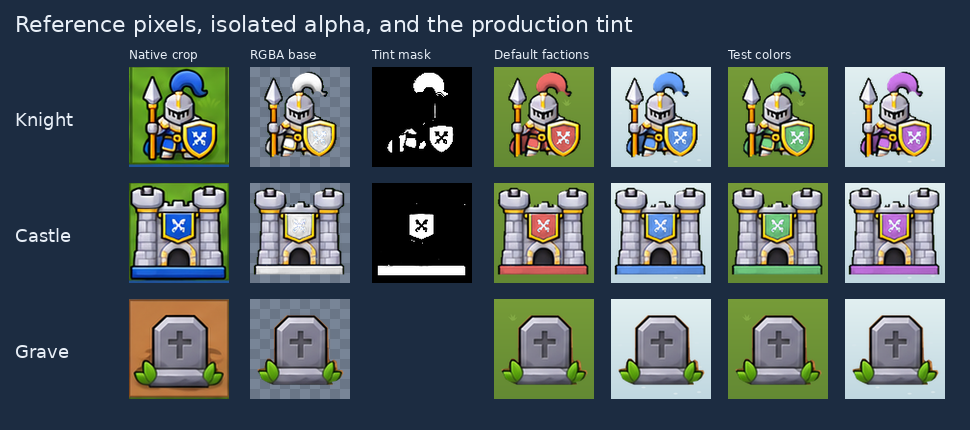 Reference pixels, isolated alpha, and the production tint
Native crop RGBA base Tint mask Default factions Test colors
Knight
Castle
Grave